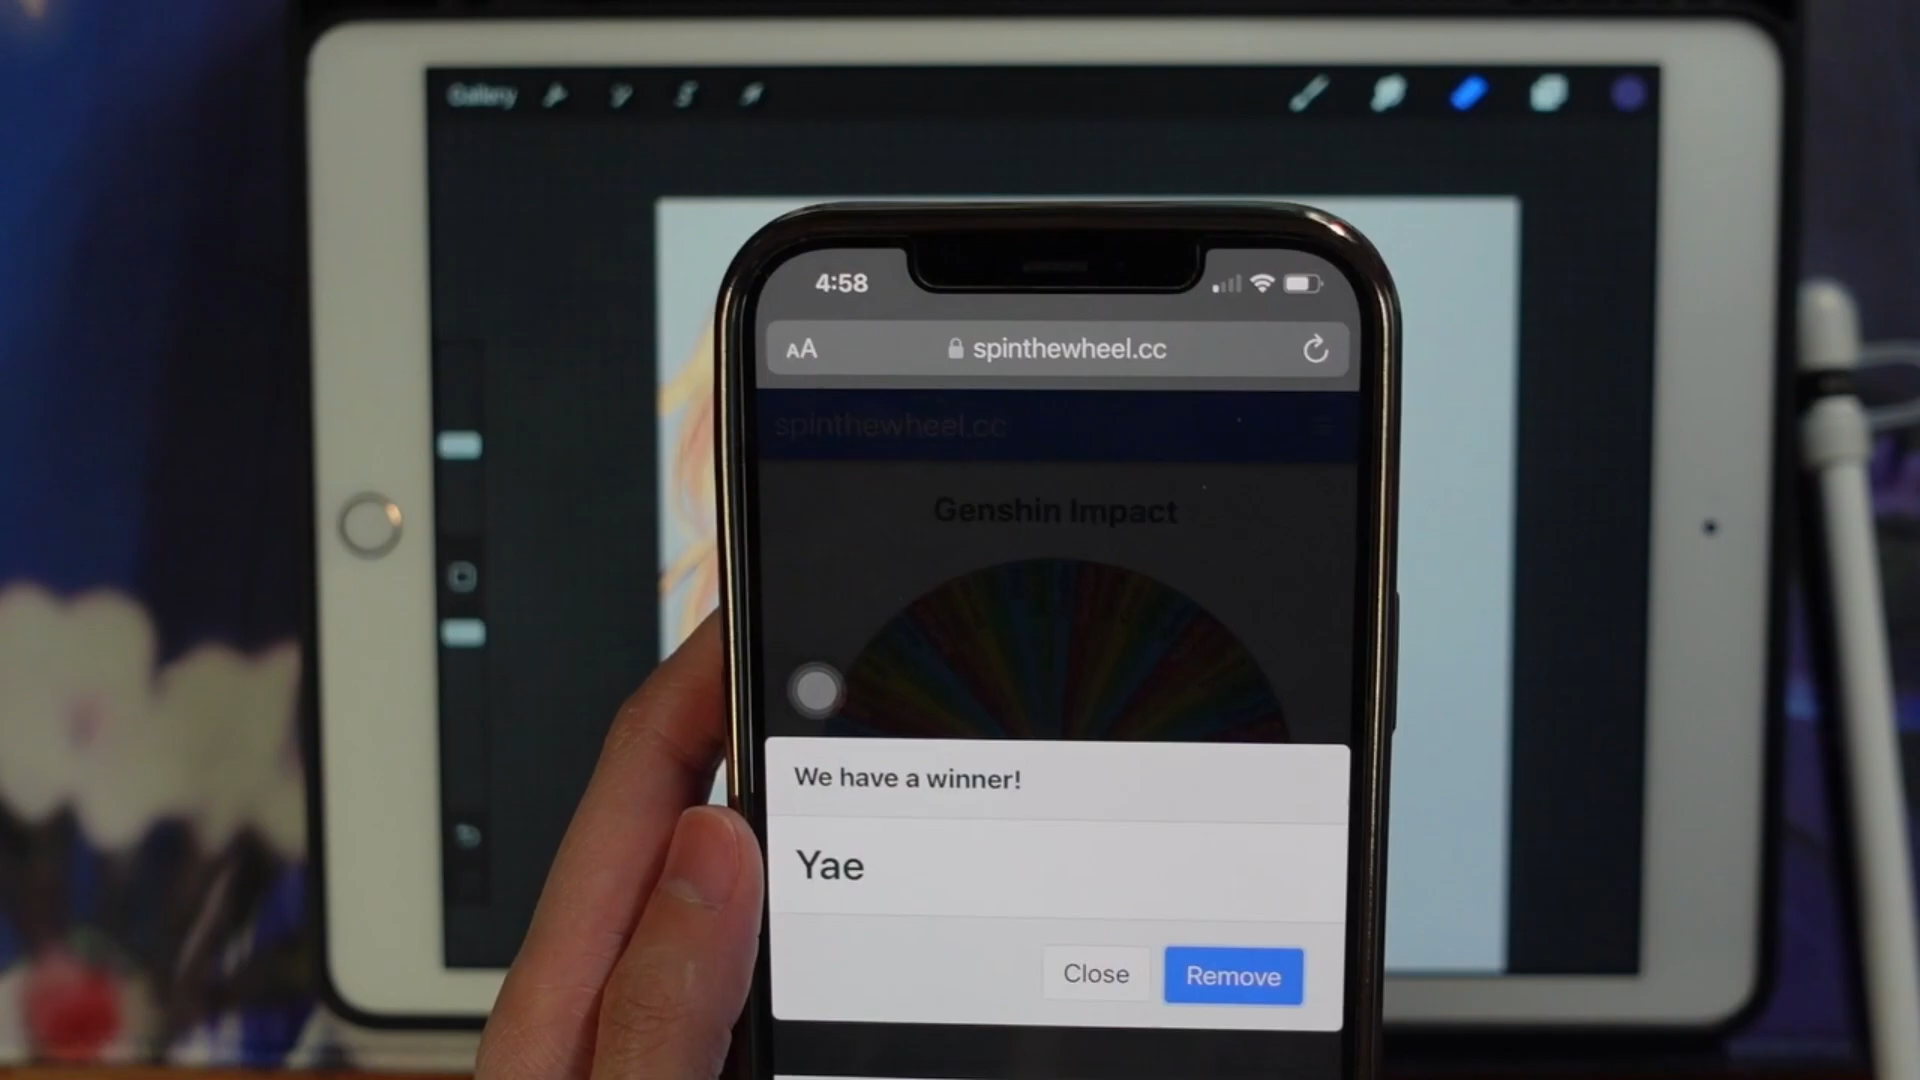 Gallery
4:58
AA spinthewheel.cc
spinthewheel.cc
Genshin Impact
We have a winner!
Yae
Close Remove